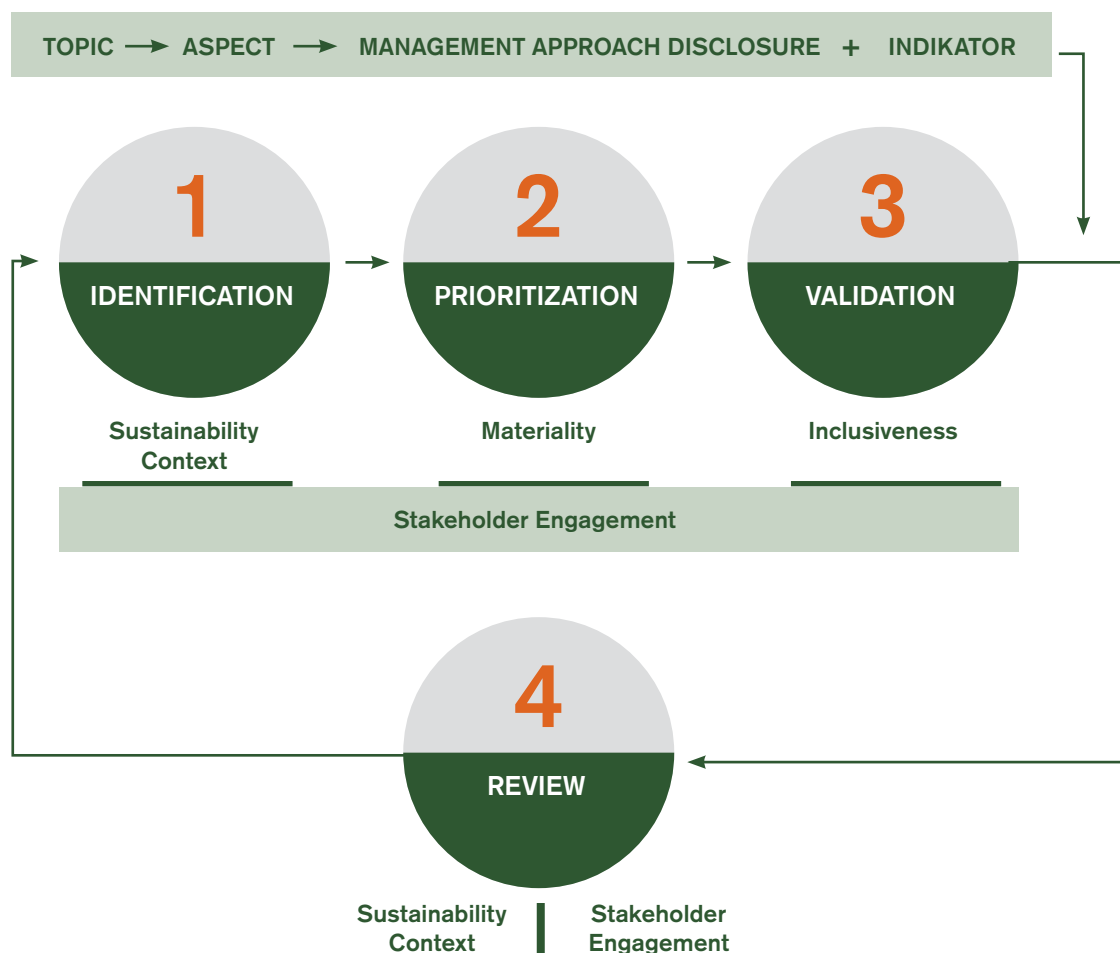 TOPIC → ASPECT → MANAGEMENT APPROACH DISCLOSURE + INDIKATOR
1
IDENTIFICATION
2
PRIORITIZATION
3
VALIDATION
Sustainability
Context
Materiality
Inclusiveness
Stakeholder Engagement
4
REVIEW
Sustainability
Context
Stakeholder
Engagement